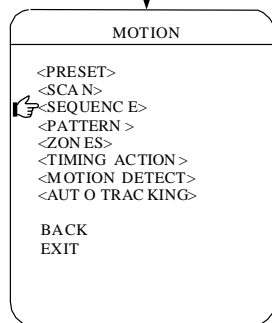 MOTION
<PRESET>
<SCAN>
<SEQUENCE>
<PATTERN>
<ZONES>
<TIMING ACTION>
<MOTION DETECT>
<AUTO TRACKING>
BACK
EXIT